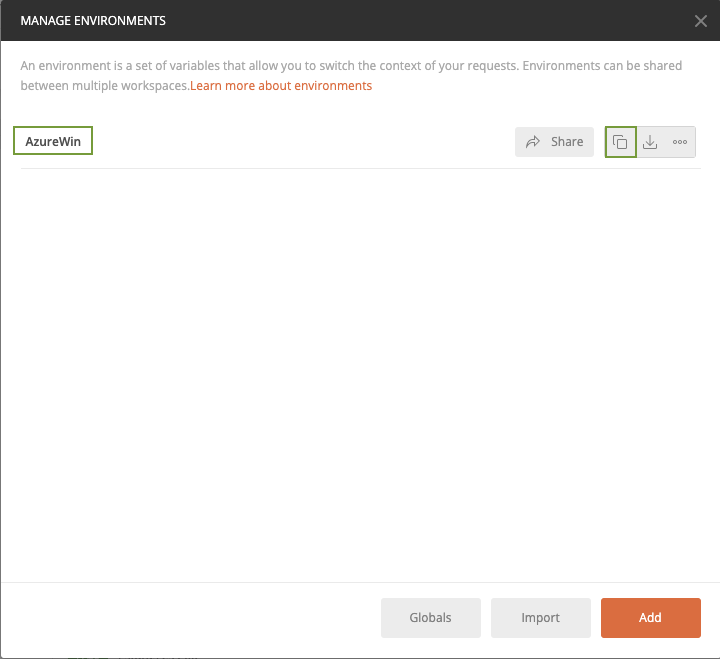 MANAGE ENVIRONMENTS
An environment is a set of variables that allow you to switch the context of your requests. Environments can be shared
between multiple workspaces.Learn more about environments
AzureWin
Share
Globals
Import
Add